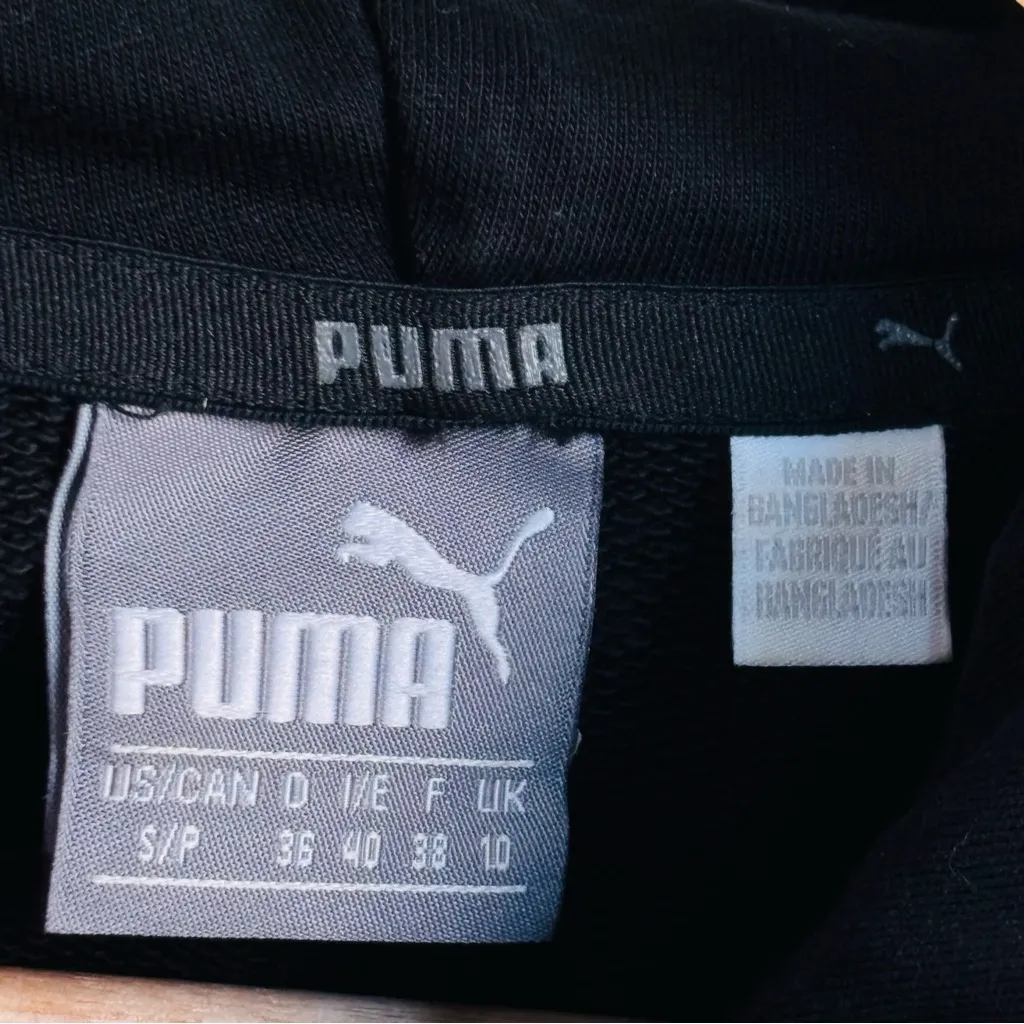 PUMA
PUMA
US/CAN D I/E F UK
S/P 36 40 38 10
MADE IN
BANGLADESH/
FABRIQUÉ AU
BANGLADESH